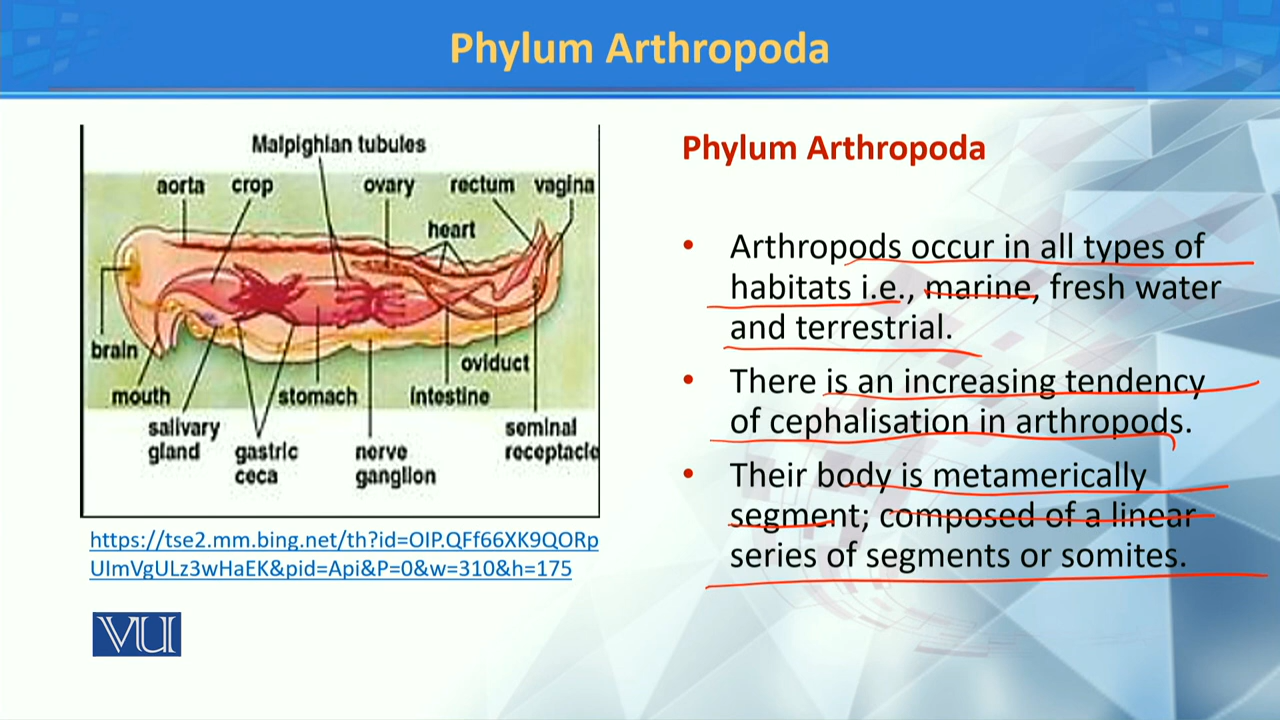 Phylum Arthropoda
Malpighian tubules
aorta crop ovary rectum vagina
heart
brain
oviduct
mouth stomach intestine
salivary gland
gastric ceca
nerve ganglion
seminal receptacle
https://tse2.mm.bing.net/th?id=OIP.QFf66XK9QORp
UImVgULz3wHaEK&pid=Api&P=0&w=310&h=175
VU
Phylum Arthropoda
• Arthropods occur in all types of
habitats i.e., marine, fresh water
and terrestrial.
• There is an increasing tendency
of cephalisation in arthropods.
• Their body is metamerically
segment; composed of a linear
series of segments or somites.